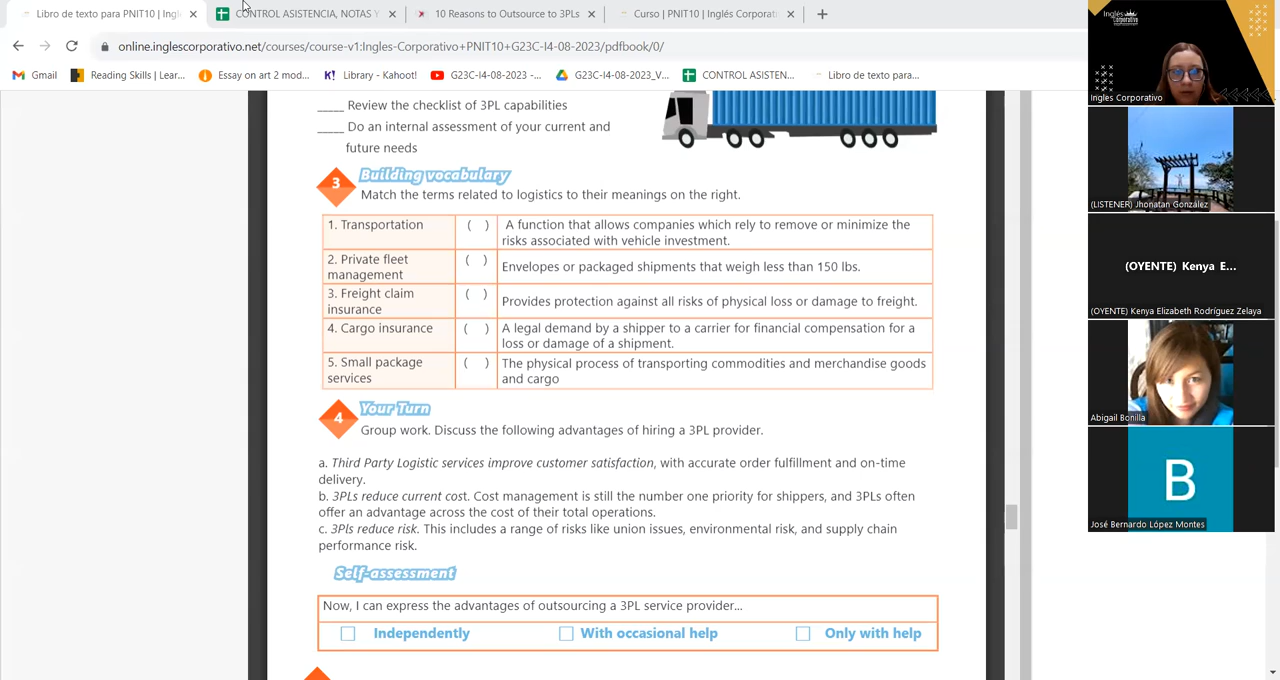 Libro de texto para PNIT10 | Ingl
CONTROL ASISTENCIA, NOTAS Y
10 Reasons to Outsource to 3PLs
Curso | PNIT10 | Inglés Corporati
online.inglescorporativo.net/courses/course-v1:Ingles-Corporativo+PNIT10+G23C-I4-08-2023/pdfbook/0/
Gmail
Reading Skills | Lear...
Essay on art 2 mod...
Library - Kahoot!
G23C-I4-08-2023 -...
G23C-I4-08-2023_V...
CONTROL ASISTEN...
Libro de texto para...
_____ Review the checklist of 3PL capabilities
_____ Do an internal assessment of your current and
future needs
3
Building vocabulary
Match the terms related to logistics to their meanings on the right.
1. Transportation ( ) A function that allows companies which rely to remove or minimize the
risks associated with vehicle investment.
2. Private fleet
management ( ) Envelopes or packaged shipments that weigh less than 150 lbs.
3. Freight claim
insurance ( ) Provides protection against all risks of physical loss or damage to freight.
4. Cargo insurance ( ) A legal demand by a shipper to a carrier for financial compensation for a
loss or damage of a shipment.
5. Small package
services ( ) The physical process of transporting commodities and merchandise goods
and cargo
4
Your Turn
Group work. Discuss the following advantages of hiring a 3PL provider.
a. Third Party Logistic services improve customer satisfaction, with accurate order fulfillment and on-time
delivery.
b. 3PLs reduce current cost. Cost management is still the number one priority for shippers, and 3PLs often
offer an advantage across the cost of their total operations.
c. 3Pls reduce risk. This includes a range of risks like union issues, environmental risk, and supply chain
performance risk.
Self-assessment
Now, I can express the advantages of outsourcing a 3PL service provider...
Independently
With occasional help
Only with help
Inglés
Corporativo
Ingles Corporativo
(LISTENER) Jhonatan González
(OYENTE) Kenya E...
(OYENTE) Kenya Elizabeth Rodríguez Zelaya
Abigail Bonilla
B
José Bernardo López Montes